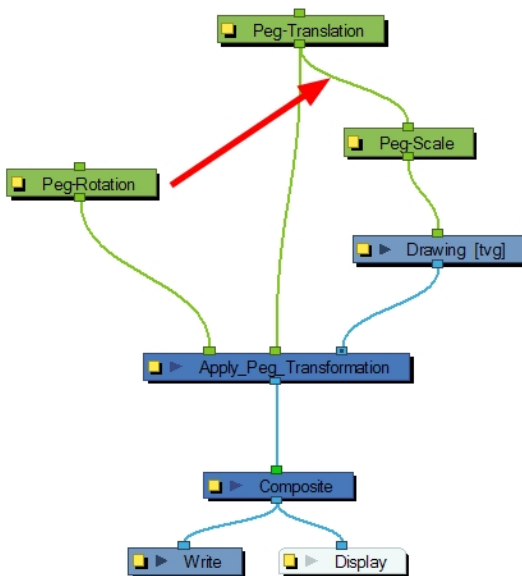 Peg-Translation
Peg-Scale
Peg-Rotation
Drawing [tvg]
Apply_Peg_Transformation
Composite
Write
Display